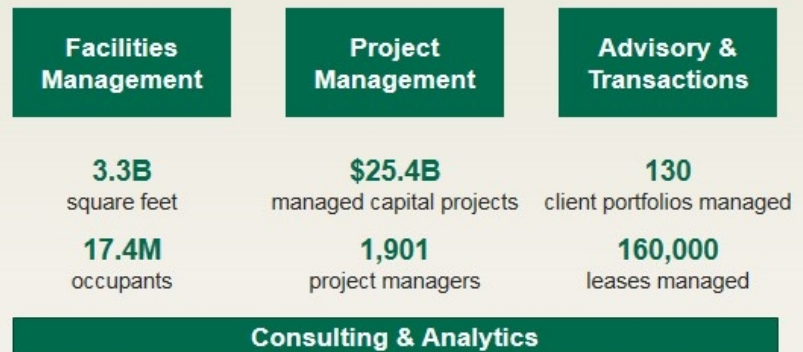 Facilities
Management
Project
Management
Advisory &
Transactions
3.3B
square feet
17.4M
occupants
$25.4B
managed capital projects
1,901
project managers
130
client portfolios managed
160,000
leases managed
Consulting & Analytics